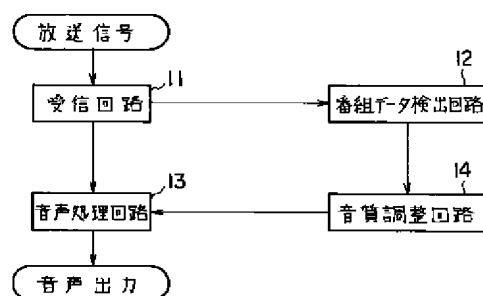 放送信号
11
受信回路
12
番組データ検出回路
13
音声処理回路
14
音質調整回路
音声出力